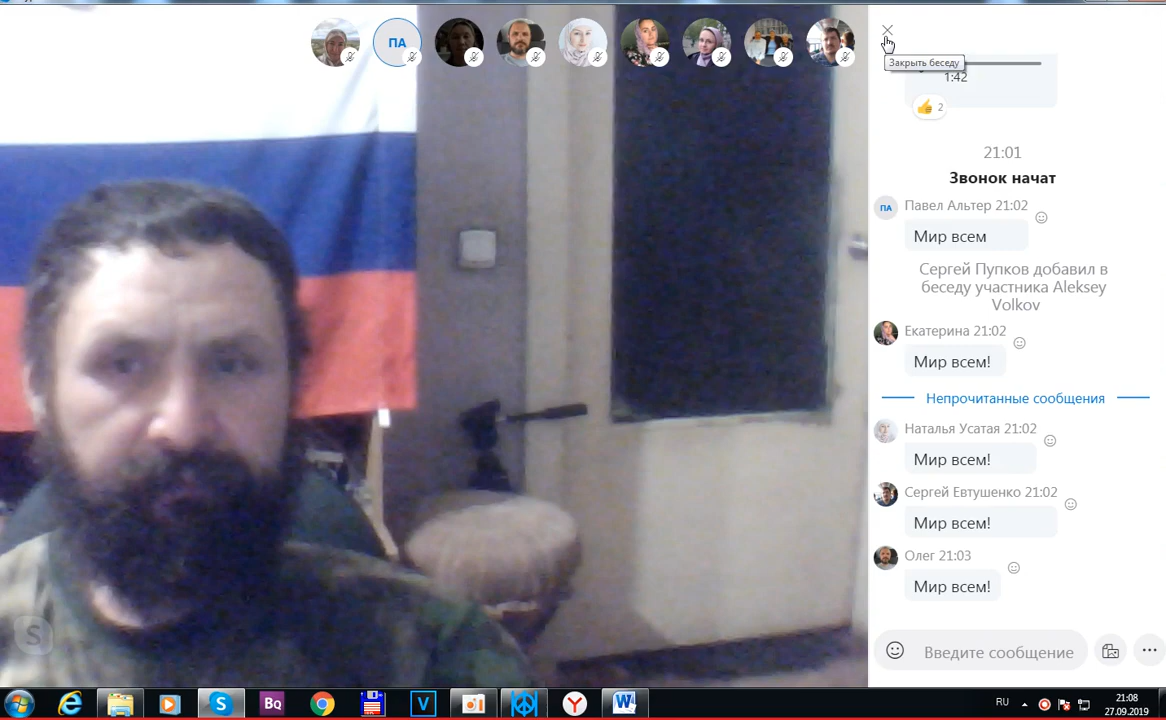 ПА
Закрыть беседу
1:42
2
21:01
Звонок начат
ПА
Павел Альтер 21:02
Мир всем
Сергей Пупков добавил в
беседу участника Aleksey
Volkov
Екатерина 21:02
Мир всем!
Непрочитанные сообщения
Наталья Усатая 21:02
Мир всем!
Сергей Евтушенко 21:02
Мир всем!
Олег 21:03
Мир всем!
Введите сообщение
S
S
Bq
V
Y
W
RU
21:08
27.09.2019